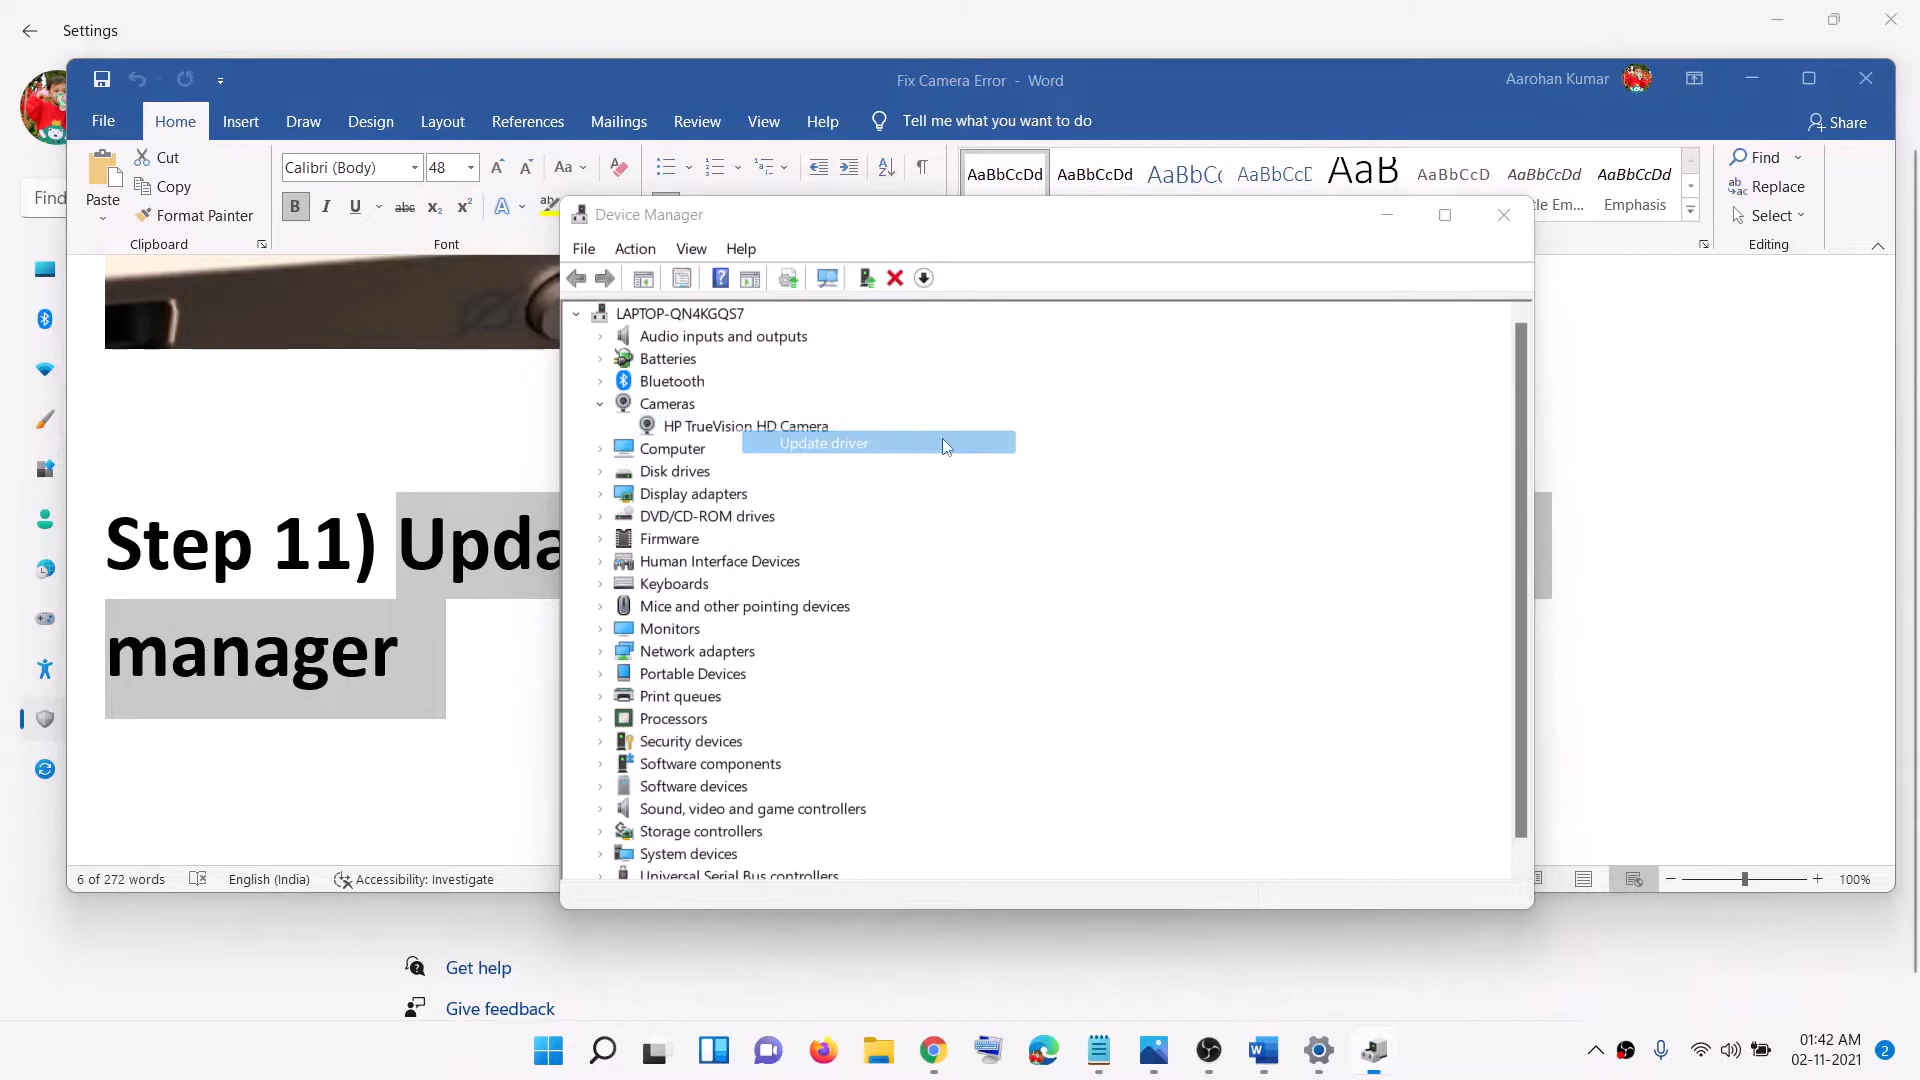 Settings
Fix Camera Error - Word
Aarohan Kumar
File Home Insert Draw Design Layout References Mailings Review View Help Tell me what you want to do
Share
Paste
Cut
Copy
Format Painter
Clipboard
Calibri (Body) 48
Font
AaBbCcDd AaBbCcDd AaBbCc AaBbCcE AaB AaBbCcD AaBbCcDd AaBbCcDd
tle Em... Emphasis
Find
Replace
Select
Editing
Find
Device Manager
File Action View Help
LAPTOP-QN4KGQS7
Audio inputs and outputs
Batteries
Bluetooth
Cameras
HP TrueVision HD Camera
Update driver
Computer
Disk drives
Display adapters
DVD/CD-ROM drives
Firmware
Human Interface Devices
Keyboards
Mice and other pointing devices
Monitors
Network adapters
Portable Devices
Print queues
Processors
Security devices
Software components
Software devices
Sound, video and game controllers
Storage controllers
System devices
Universal Serial Bus controllers
Step 11) Upda
manager
6 of 272 words English (India) Accessibility: Investigate
100%
Get help
Give feedback
01:42 AM
02-11-2021
2